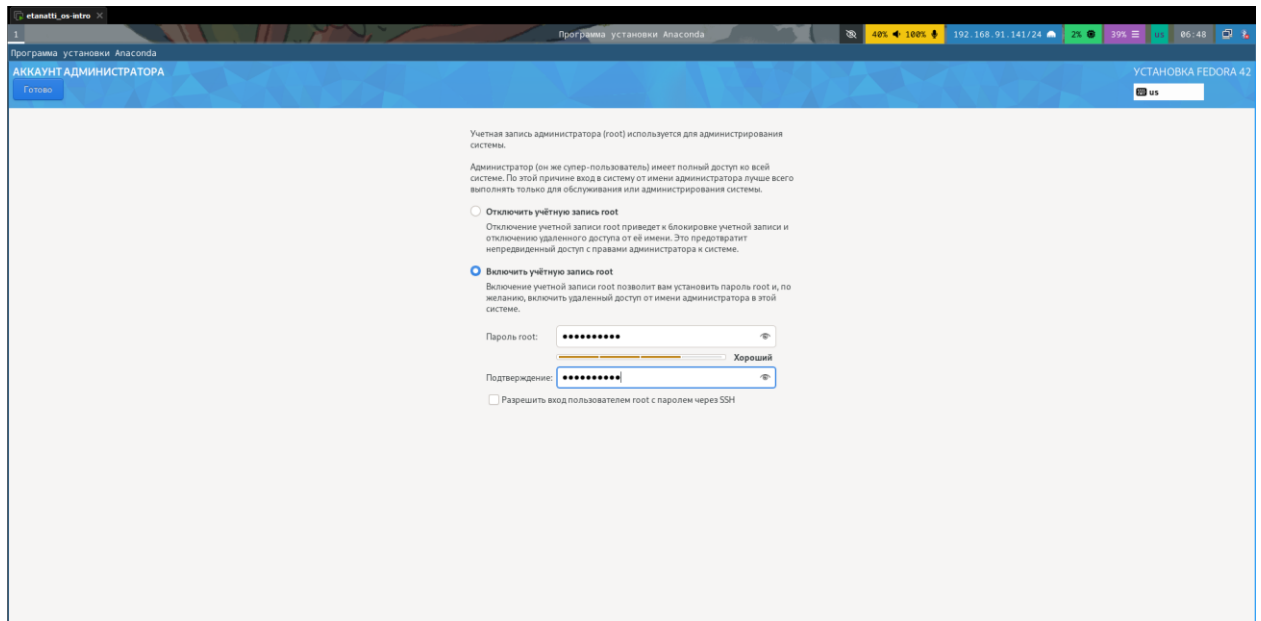 etanatti_os-intro
1 Программа установки Anaconda 40% 100% 192.168.91.141/24 2% 39% us 06:48
Программа установки Anaconda
АККАУНТ АДМИНИСТРАТОРА
УСТАНОВКА FEDORA 42
Готово
us
Учетная запись администратора (root) используется для администрирования
системы.
Администратор (он же супер-пользователь) имеет полный доступ ко всей
системе. По этой причине вход в систему от имени администратора лучше всего
выполнять только для обслуживания или администрирования системы.
Отключить учётную запись root
Отключение учетной записи root приведет к блокировке учетной записи и
отключению удаленного доступа от её имени. Это предотвратит
непредвиденный доступ с правами администратора к системе.
Включить учётную запись root
Включение учетной записи root позволит вам установить пароль root и, по
желанию, включить удаленный доступ от имени администратора в этой
системе.
Пароль root: ●●●●●●●●●●
Хороший
Подтверждение: ●●●●●●●●●●
Разрешить вход пользователем root с паролем через SSH